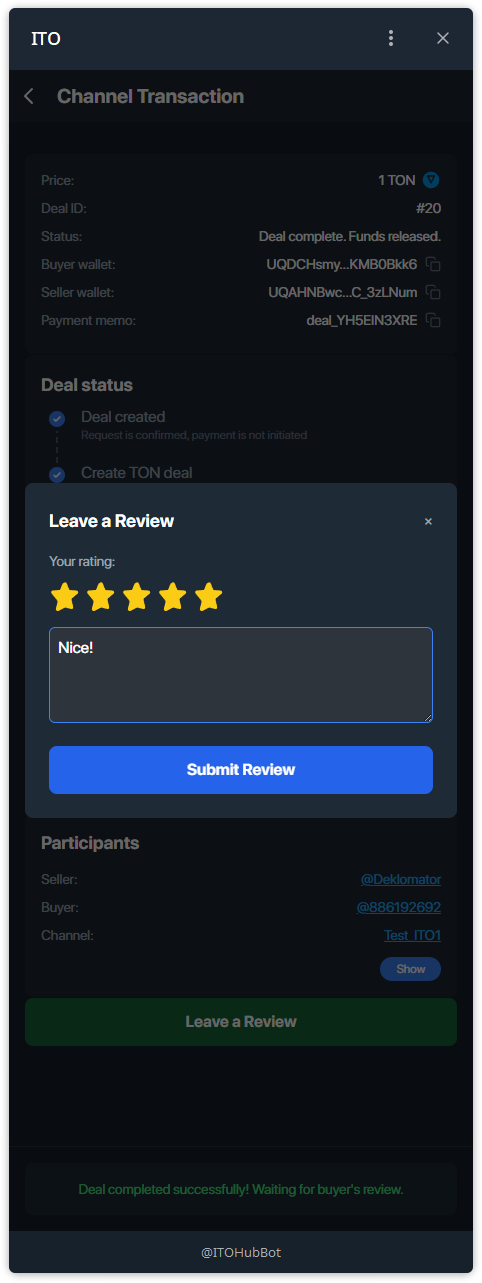 ITO
Channel Transaction
Price: 1 TON
Deal ID: #20
Status: Deal complete. Funds released.
Buyer wallet: UQDCHsmy...KMB0Bkk6
Seller wallet: UQAHNBwc...C_3zLNum
Payment memo: deal_YH5EIN3XRE
Deal status
Deal created
Request is confirmed, payment is not initiated
Create TON deal
Leave a Review
×
Your rating:
Nice!
Submit Review
Participants
Seller: @Deklomator
Buyer: @886192692
Channel: Test_ITO1
Show
Leave a Review
Deal completed successfully! Waiting for buyer's review.
@ITOHubBot